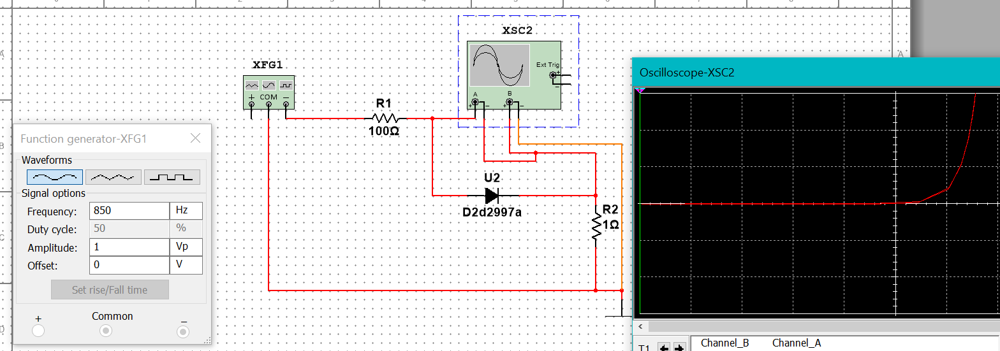 XSC2
Ext Trig
+
−
A
B
+ − + −
XFG1
+ COM −
R1
100Ω
U2
D2d2997a
R2
1Ω
Function generator-XFG1
Waveforms
Signal options
Frequency: 850 Hz
Duty cycle: 50 %
Amplitude: 1 Vp
Offset: 0 V
Set rise/Fall time
+ Common −
Oscilloscope-XSC2
T1
Channel_B Channel_A
A
A
B
C
D